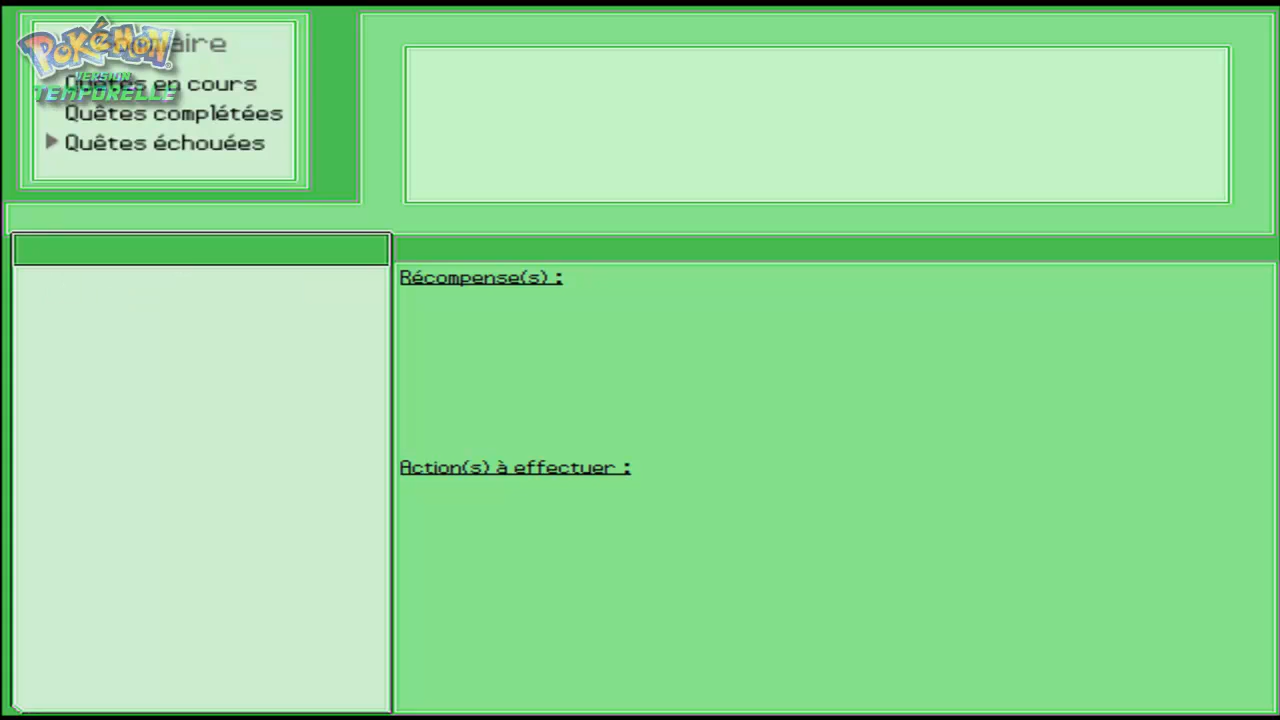 POKéMON
VERSION
TEMPORELLE
Quêtes en cours
Quêtes complétées
Quêtes échouées
Récompense(s) :
Action(s) à effectuer :